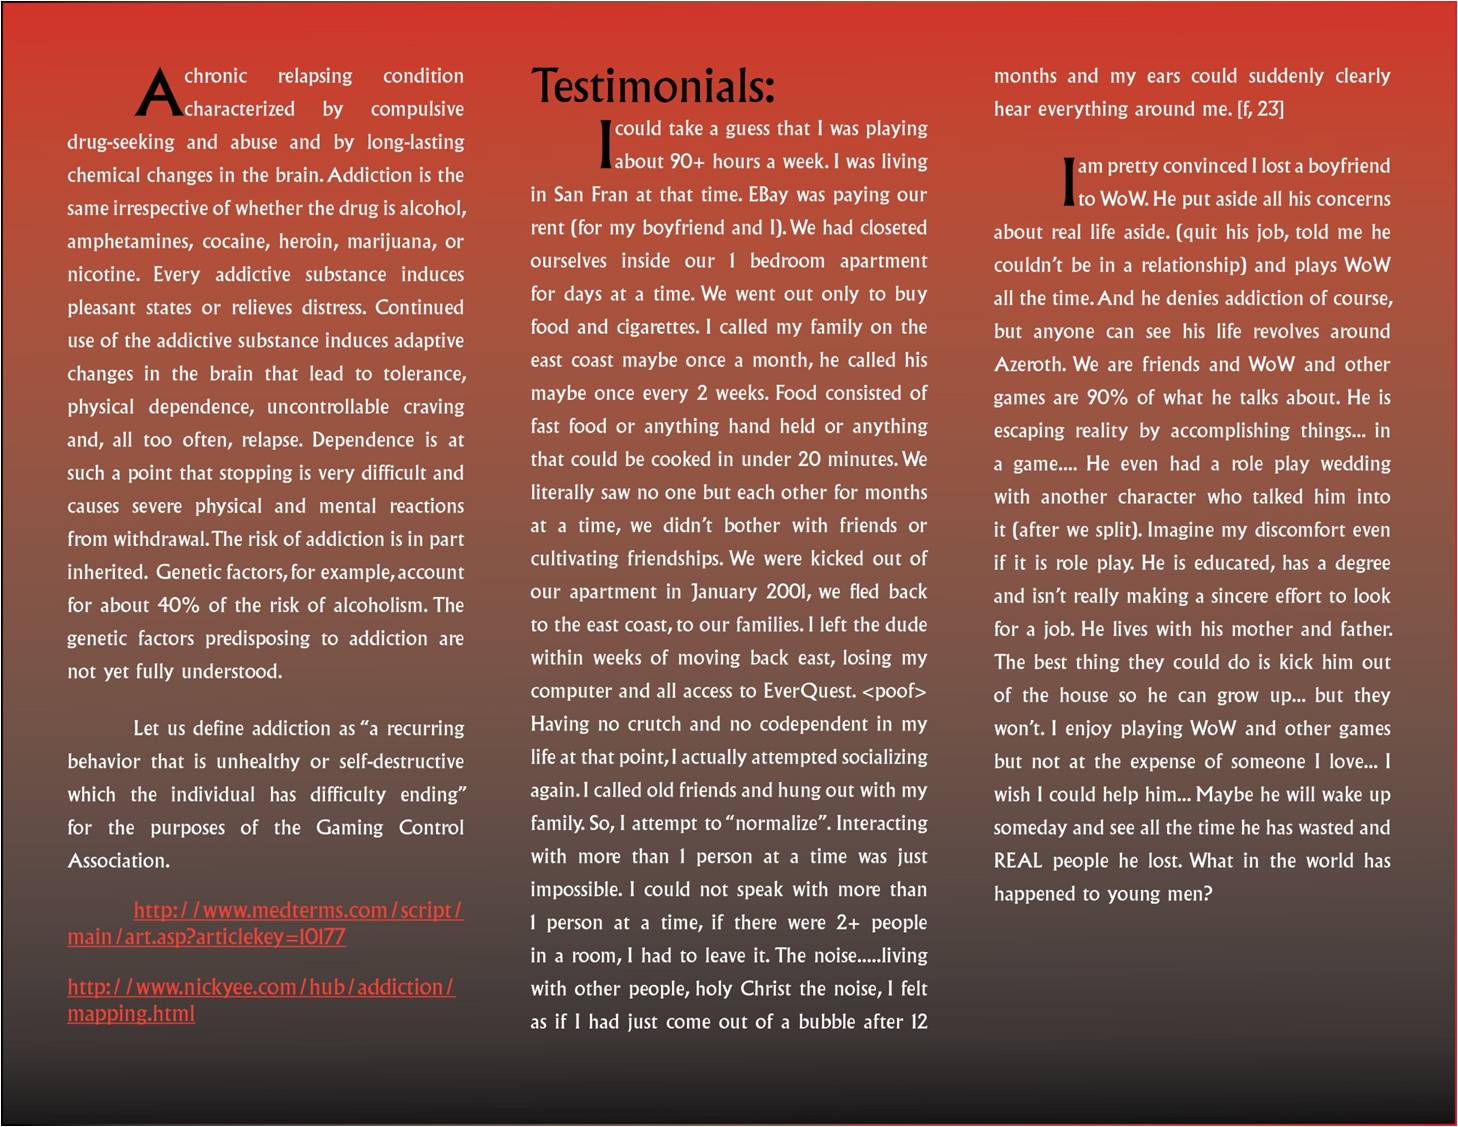 A chronic relapsing condition
characterized by compulsive
drug-seeking and abuse and by long-lasting
chemical changes in the brain. Addiction is the
same irrespective of whether the drug is alcohol,
amphetamines, cocaine, heroin, marijuana, or
nicotine. Every addictive substance induces
pleasant states or relieves distress. Continued
use of the addictive substance induces adaptive
changes in the brain that lead to tolerance,
physical dependence, uncontrollable craving
and, all too often, relapse. Dependence is at
such a point that stopping is very difficult and
causes severe physical and mental reactions
from withdrawal. The risk of addiction is in part
inherited. Genetic factors, for example, account
for about 40% of the risk of alcoholism. The
genetic factors predisposing to addiction are
not yet fully understood.
Let us define addiction as “a recurring
behavior that is unhealthy or self-destructive
which the individual has difficulty ending”
for the purposes of the Gaming Control
Association.
http://www.medterms.com/script/
main/art.asp?articlekey=10177
http://www.nickyee.com/hub/addiction/
mapping.html
Testimonials:
I could take a guess that I was playing
about 90+ hours a week. I was living
in San Fran at that time. EBay was paying our
rent (for my boyfriend and I). We had closeted
ourselves inside our 1 bedroom apartment
for days at a time. We went out only to buy
food and cigarettes. I called my family on the
east coast maybe once a month, he called his
maybe once every 2 weeks. Food consisted of
fast food or anything hand held or anything
that could be cooked in under 20 minutes. We
literally saw no one but each other for months
at a time, we didn’t bother with friends or
cultivating friendships. We were kicked out of
our apartment in January 2001, we fled back
to the east coast, to our families. I left the dude
within weeks of moving back east, losing my
computer and all access to EverQuest. <poof>
Having no crutch and no codependent in my
life at that point, I actually attempted socializing
again. I called old friends and hung out with my
family. So, I attempt to “normalize”. Interacting
with more than 1 person at a time was just
impossible. I could not speak with more than
1 person at a time, if there were 2+ people
in a room, I had to leave it. The noise.....living
with other people, holy Christ the noise, I felt
as if I had just come out of a bubble after 12
months and my ears could suddenly clearly
hear everything around me. [f, 23]
I am pretty convinced I lost a boyfriend
to WoW. He put aside all his concerns
about real life aside. (quit his job, told me he
couldn’t be in a relationship) and plays WoW
all the time. And he denies addiction of course,
but anyone can see his life revolves around
Azeroth. We are friends and WoW and other
games are 90% of what he talks about. He is
escaping reality by accomplishing things... in
a game.... He even had a role play wedding
with another character who talked him into
it (after we split). Imagine my discomfort even
if it is role play. He is educated, has a degree
and isn’t really making a sincere effort to look
for a job. He lives with his mother and father.
The best thing they could do is kick him out
of the house so he can grow up... but they
won’t. I enjoy playing WoW and other games
but not at the expense of someone I love... I
wish I could help him... Maybe he will wake up
someday and see all the time he has wasted and
REAL people he lost. What in the world has
happened to young men?